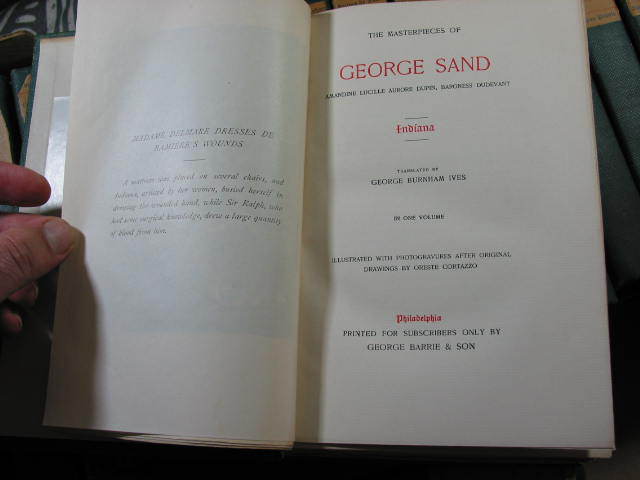 MADAME DELMARE DRESSES DE
RAMIERE'S WOUNDS
A mattress was placed on several chairs, and
Indiana, assisted by her women, busied herself in
dressing the wounded hand, while Sir Ralph, who
had some surgical knowledge, drew a large quantity
of blood from him.
THE MASTERPIECES OF
GEORGE SAND
AMANDINE LUCILLE AURORE DUPIN, BARONESS DUDEVANT
Indiana
TRANSLATED BY
GEORGE BURNHAM IVES
IN ONE VOLUME
ILLUSTRATED WITH PHOTOGRAVURES AFTER ORIGINAL
DRAWINGS BY ORESTE CORTAZZO
Philadelphia
PRINTED FOR SUBSCRIBERS ONLY BY
GEORGE BARRIE & SON